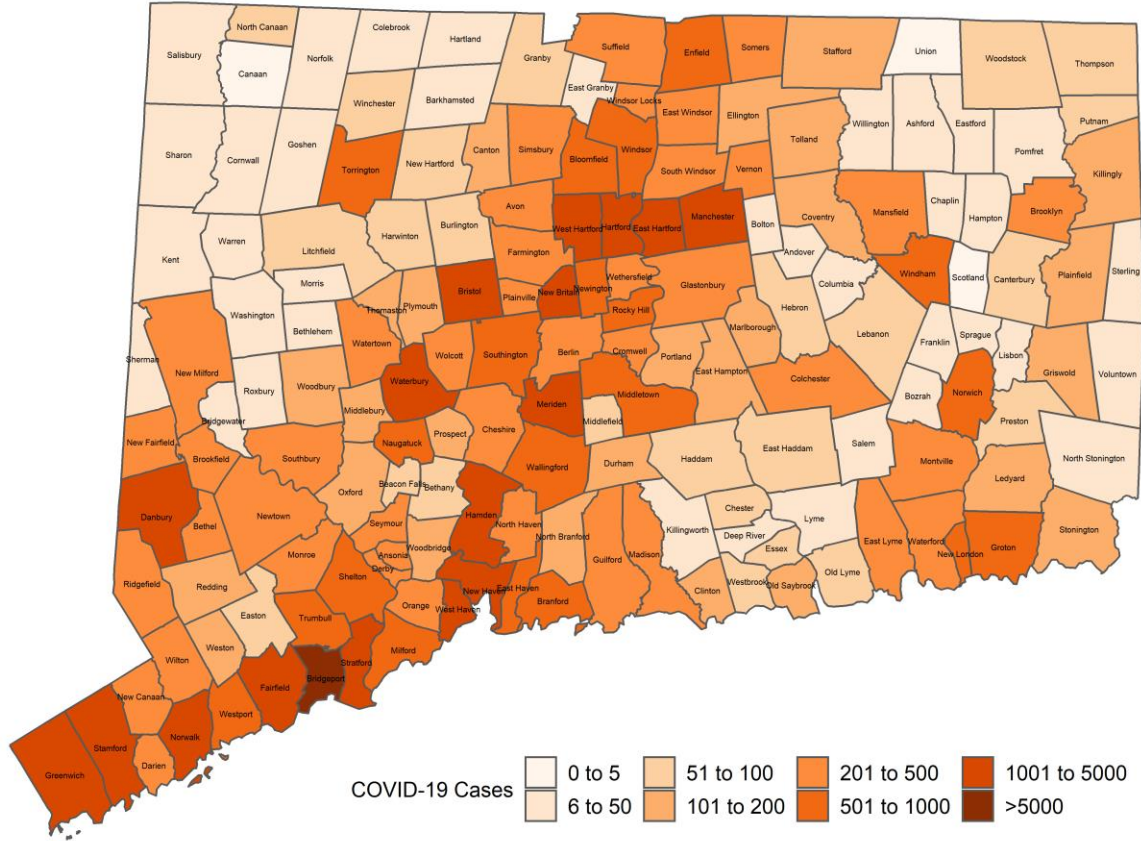 North Canaan
Colebrook
Hartland
Suffield
Enfield
Somers
Stafford
Union
Woodstock
Thompson
Salisbury
Canaan
Norfolk
Granby
East Granby
Winchester
Barkhamsted
Windsor Locks
East Windsor
Ellington
Willington
Ashford
Eastford
Putnam
Sharon
Cornwall
Goshen
Torrington
New Hartford
Canton
Simsbury
Bloomfield
Windsor
South Windsor
Vernon
Tolland
Pomfret
Killingly
Kent
Warren
Litchfield
Harwinton
Burlington
Avon
West Hartford
Hartford
East Hartford
Manchester
Bolton
Coventry
Mansfield
Chaplin
Hampton
Brooklyn
Farmington
Andover
Columbia
Windham
Scotland
Canterbury
Plainfield
Sterling
Washington
Morris
Bethlehem
Thomaston
Plymouth
Bristol
Plainville
New Britain
Newington
Wethersfield
Rocky Hill
Glastonbury
Hebron
Marlborough
Lebanon
Franklin
Sprague
Lisbon
Griswold
Voluntown
Sherman
New Milford
Roxbury
Woodbury
Watertown
Wolcott
Southington
Berlin
Cromwell
Portland
East Hampton
Colchester
Bozrah
Norwich
Preston
Bridgewater
Middlebury
Waterbury
Meriden
Middletown
Middlefield
New Fairfield
Brookfield
Southbury
Naugatuck
Prospect
Cheshire
Wallingford
Durham
Haddam
East Haddam
Salem
Montville
Ledyard
North Stonington
Danbury
Bethel
Newtown
Oxford
Beacon Falls
Bethany
Hamden
North Haven
North Branford
Guilford
Madison
Killingworth
Chester
Deep River
Essex
Lyme
East Lyme
Waterford
New London
Groton
Stonington
Ridgefield
Redding
Monroe
Seymour
Ansonia
Derby
Woodbridge
Shelton
Easton
Trumbull
Orange
West Haven
New Haven
East Haven
Branford
Clinton
Westbrook
Old Saybrook
Old Lyme
Wilton
Weston
Fairfield
Bridgeport
Stratford
Milford
New Canaan
Westport
Norwalk
Darien
Stamford
Greenwich
COVID-19 Cases
0 to 5
51 to 100
201 to 500
1001 to 5000
6 to 50
101 to 200
501 to 1000
>5000